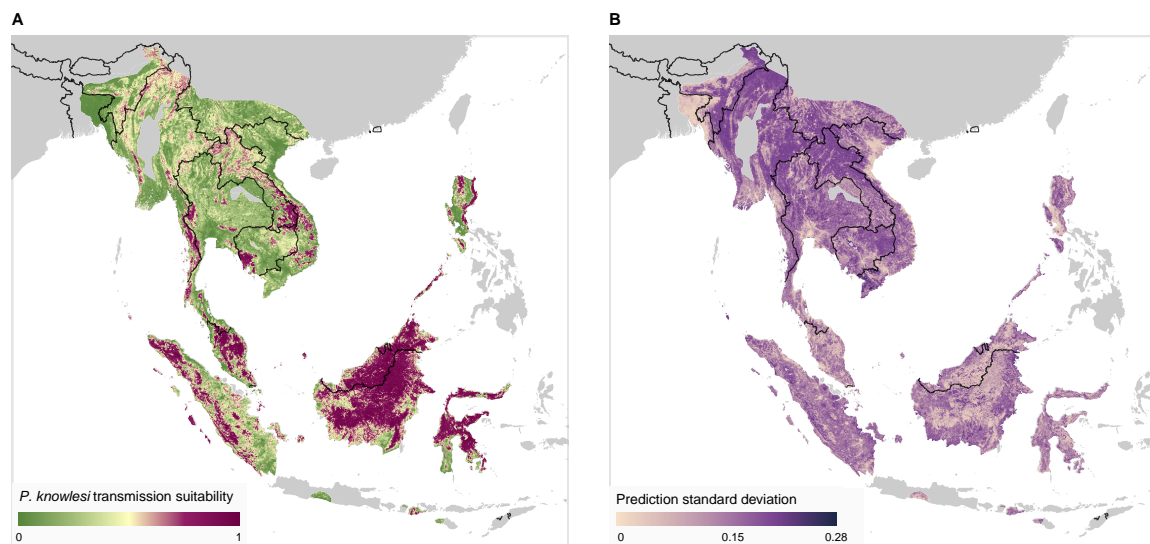 A
B
P. knowlesi transmission suitability
0
1
Prediction standard deviation
0
0.15
0.28